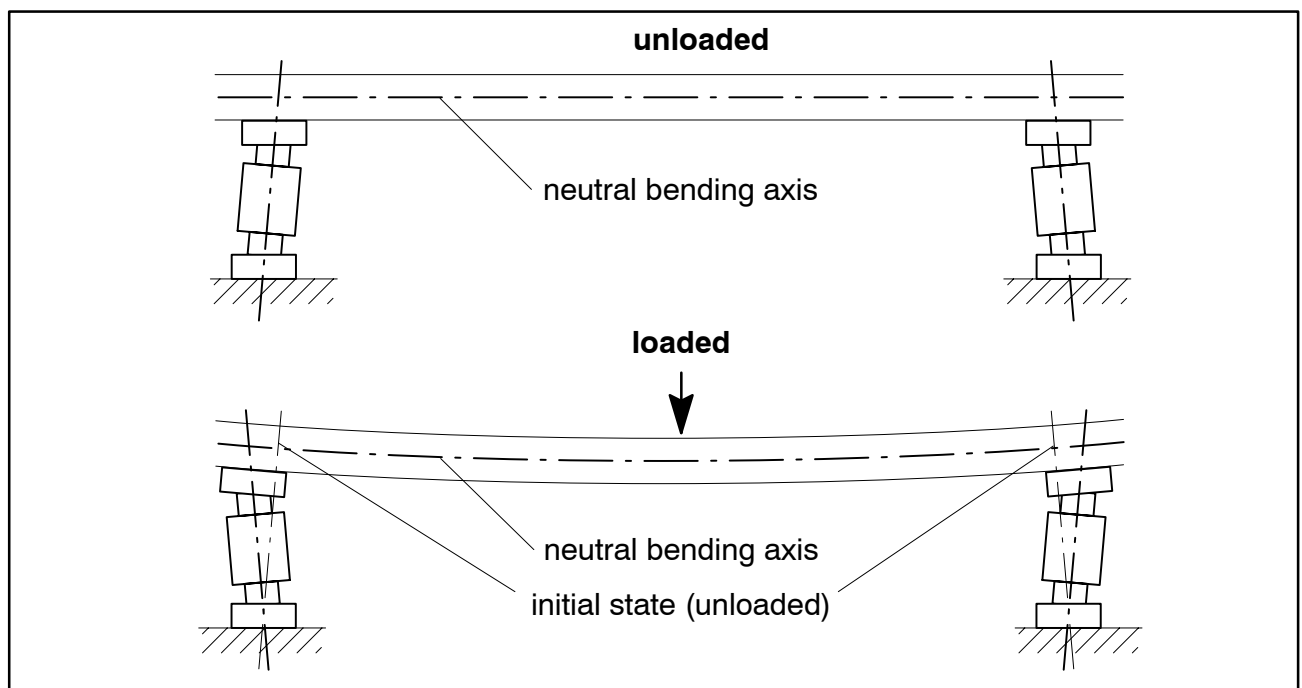 unloaded
neutral bending axis
loaded
neutral bending axis
initial state (unloaded)